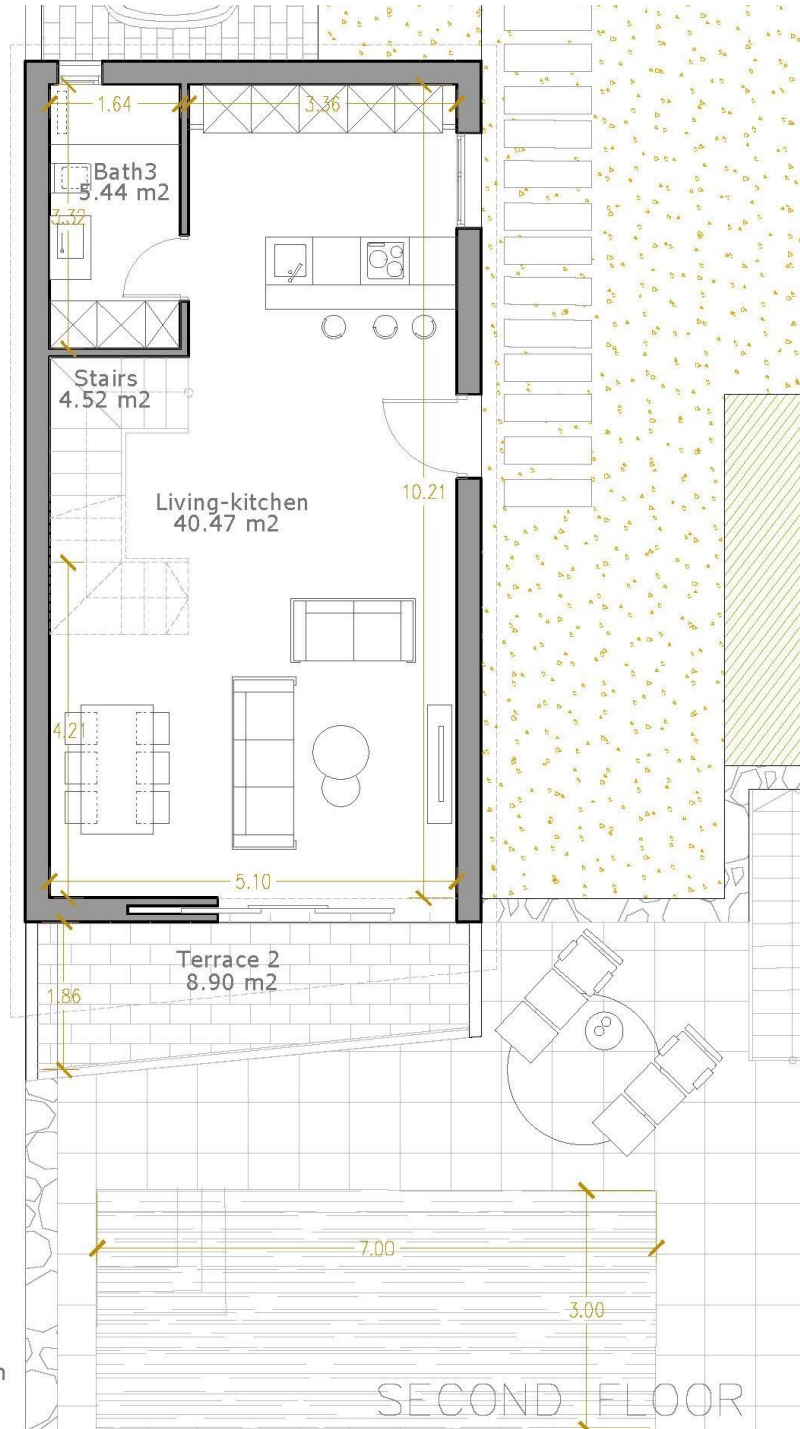 1.64
3.36
Bath3
5.44 m2
3.32
Stairs
4.52 m2
Living-kitchen
40.47 m2
10.21
4.21
5.10
Terrace 2
8.90 m2
1.86
7.00
3.00
SECOND FLOOR